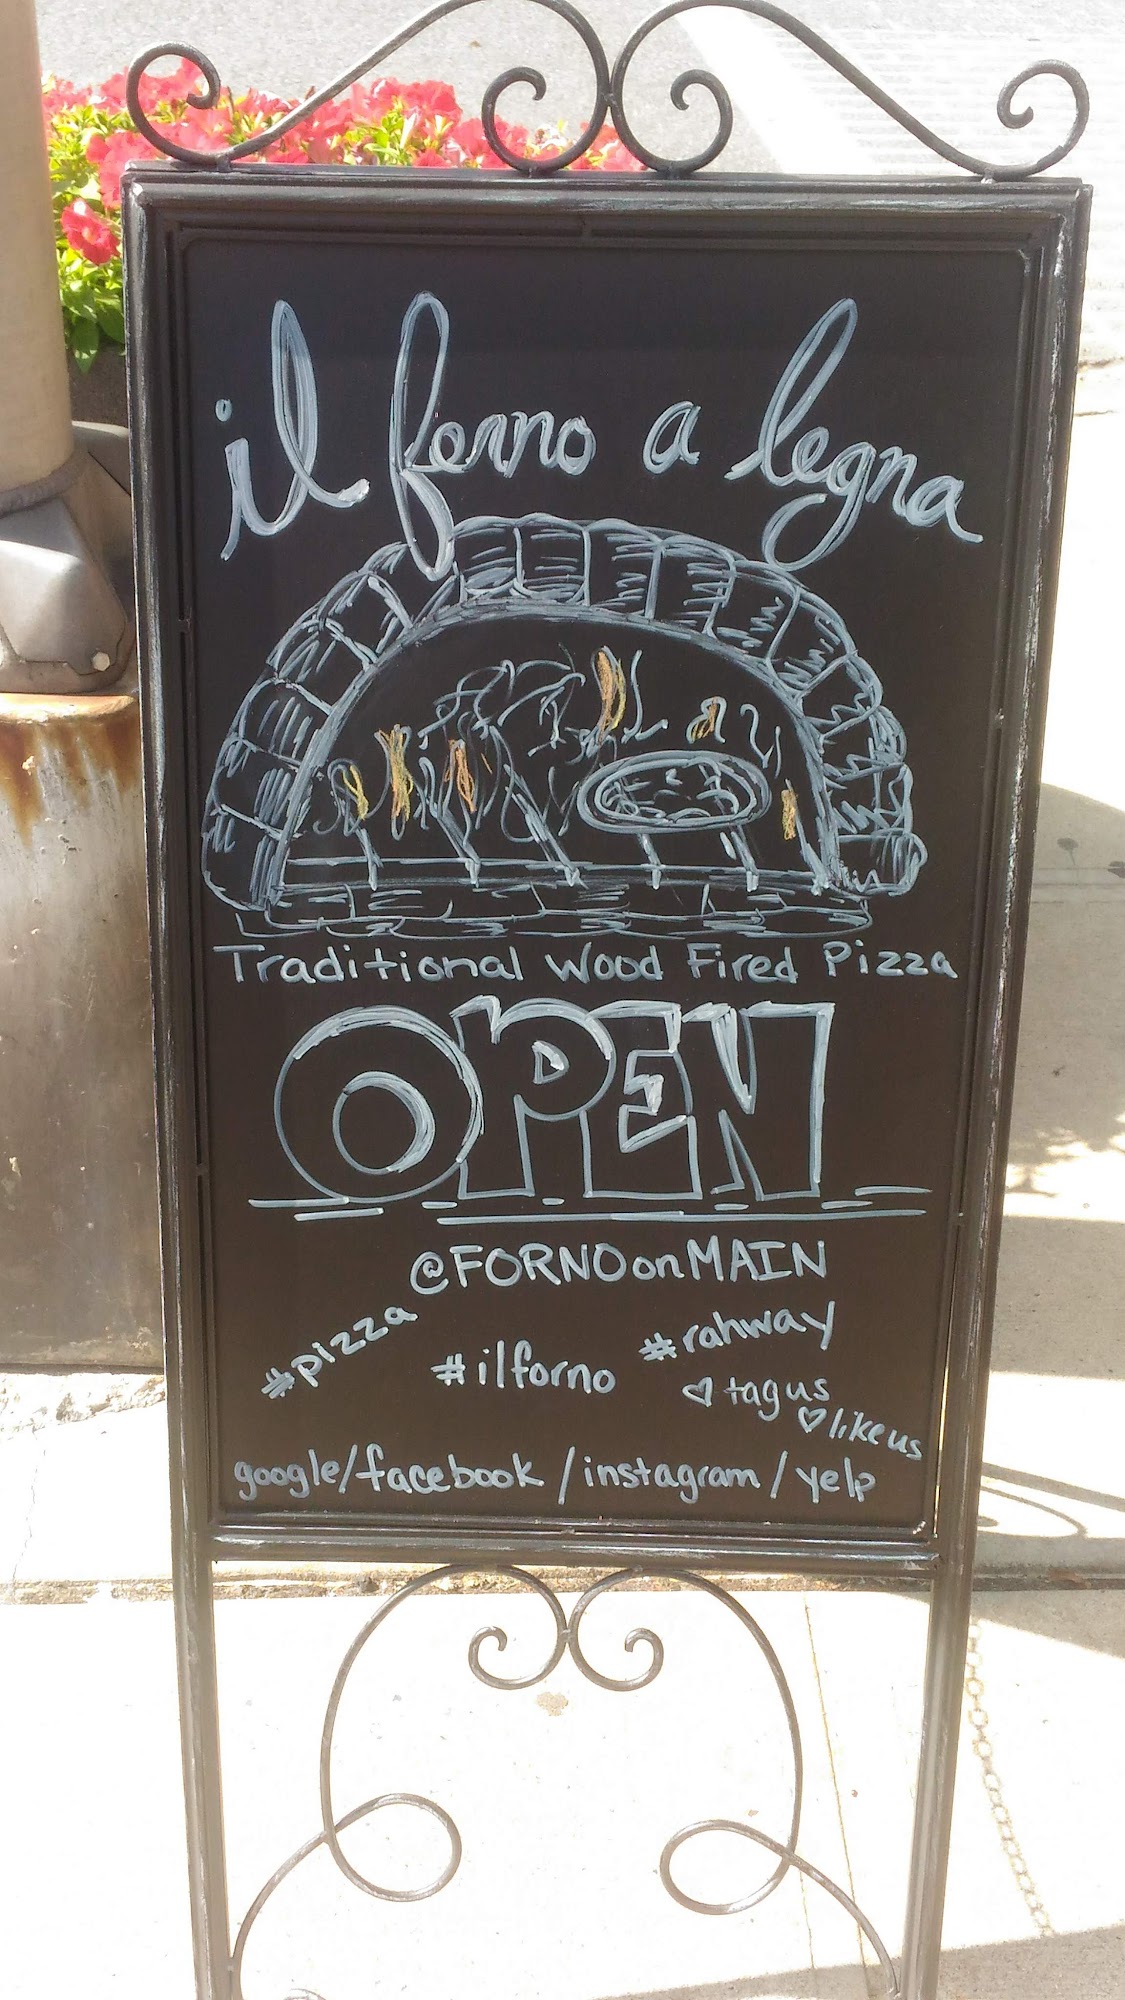 il forno a legna
Traditional Wood Fired Pizza
OPEN
@FORNOonMAIN
#pizza #ilforno #rahway
♡ tag us
♡ like us
google/facebook/instagram/yelp